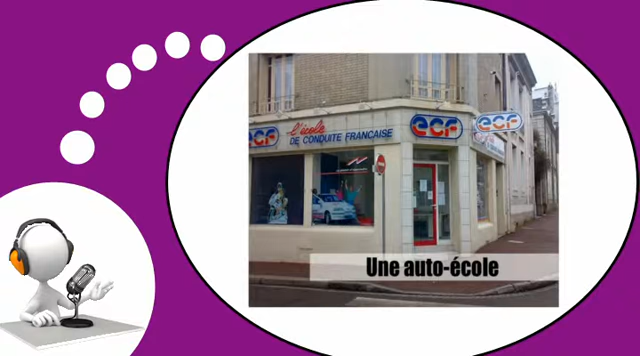 ecf
l'école
DE CONDUITE FRANÇAISE
ecf
ecf
Une auto-école